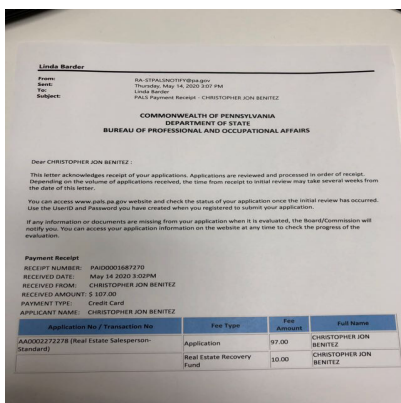 Linda Barder
From: RA-STPALSNOTIFY@pa.gov
Sent: Thursday, May 14, 2020 3:07 PM
To: Linda Barder
Subject: PALS Payment Receipt - CHRISTOPHER JON BENITEZ
COMMONWEALTH OF PENNSYLVANIA
DEPARTMENT OF STATE
BUREAU OF PROFESSIONAL AND OCCUPATIONAL AFFAIRS
Dear CHRISTOPHER JON BENITEZ :
This letter acknowledges receipt of your applications. Applications are reviewed and processed in order of receipt.
Depending on the volume of applications received, the time from receipt to initial review may take several weeks from
the date of this letter.
You can access www.pals.pa.gov website and check the status of your application once the initial review has occurred.
Use the UserID and Password you have created when you registered to submit your application.
If any information or documents are missing from your application when it is evaluated, the Board/Commission will
notify you. You can access your application information on the website at any time to check the progress of the
evaluation.
Payment Receipt
RECEIPT NUMBER: PAID0001687270
RECEIVED DATE: May 14 2020 3:02PM
RECEIVED FROM: CHRISTOPHER JON BENITEZ
RECEIVED AMOUNT: $ 107.00
PAYMENT TYPE: Credit Card
APPLICANT NAME: CHRISTOPHER JON BENITEZ
Application No / Transaction No Fee Type Fee Amount Full Name
AA0002272278 (Real Estate Salesperson-Standard) Application 97.00 CHRISTOPHER JON BENITEZ
Real Estate Recovery Fund 10.00 CHRISTOPHER JON BENITEZ